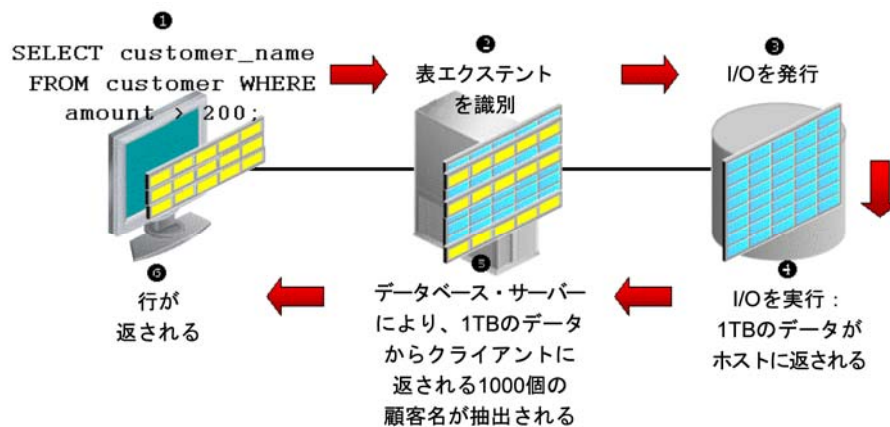 ❶
SELECT customer_name
FROM customer WHERE
amount > 200;
❷
表エクステント
を識別
❸
I/Oを発行
❹
I/Oを実行：
1TBのデータが
ホストに返される
❺
データベース・サーバー
により、1TBのデータ
からクライアントに
返される1000個の
顧客名が抽出される
❻
行が
返される